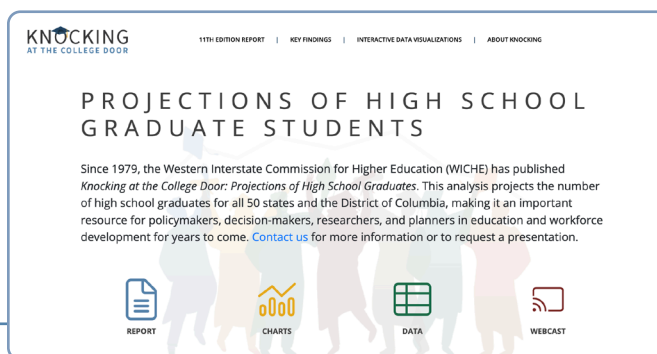 KNOCKING
AT THE COLLEGE DOOR
11TH EDITION REPORT | KEY FINDINGS | INTERACTIVE DATA VISUALIZATIONS | ABOUT KNOCKING
PROJECTIONS OF HIGH SCHOOL
GRADUATE STUDENTS
Since 1979, the Western Interstate Commission for Higher Education (WICHE) has published
Knocking at the College Door: Projections of High School Graduates. This analysis projects the number
of high school graduates for all 50 states and the District of Columbia, making it an important
resource for policymakers, decision-makers, researchers, and planners in education and workforce
development for years to come. Contact us for more information or to request a presentation.
REPORT CHARTS DATA WEBCAST